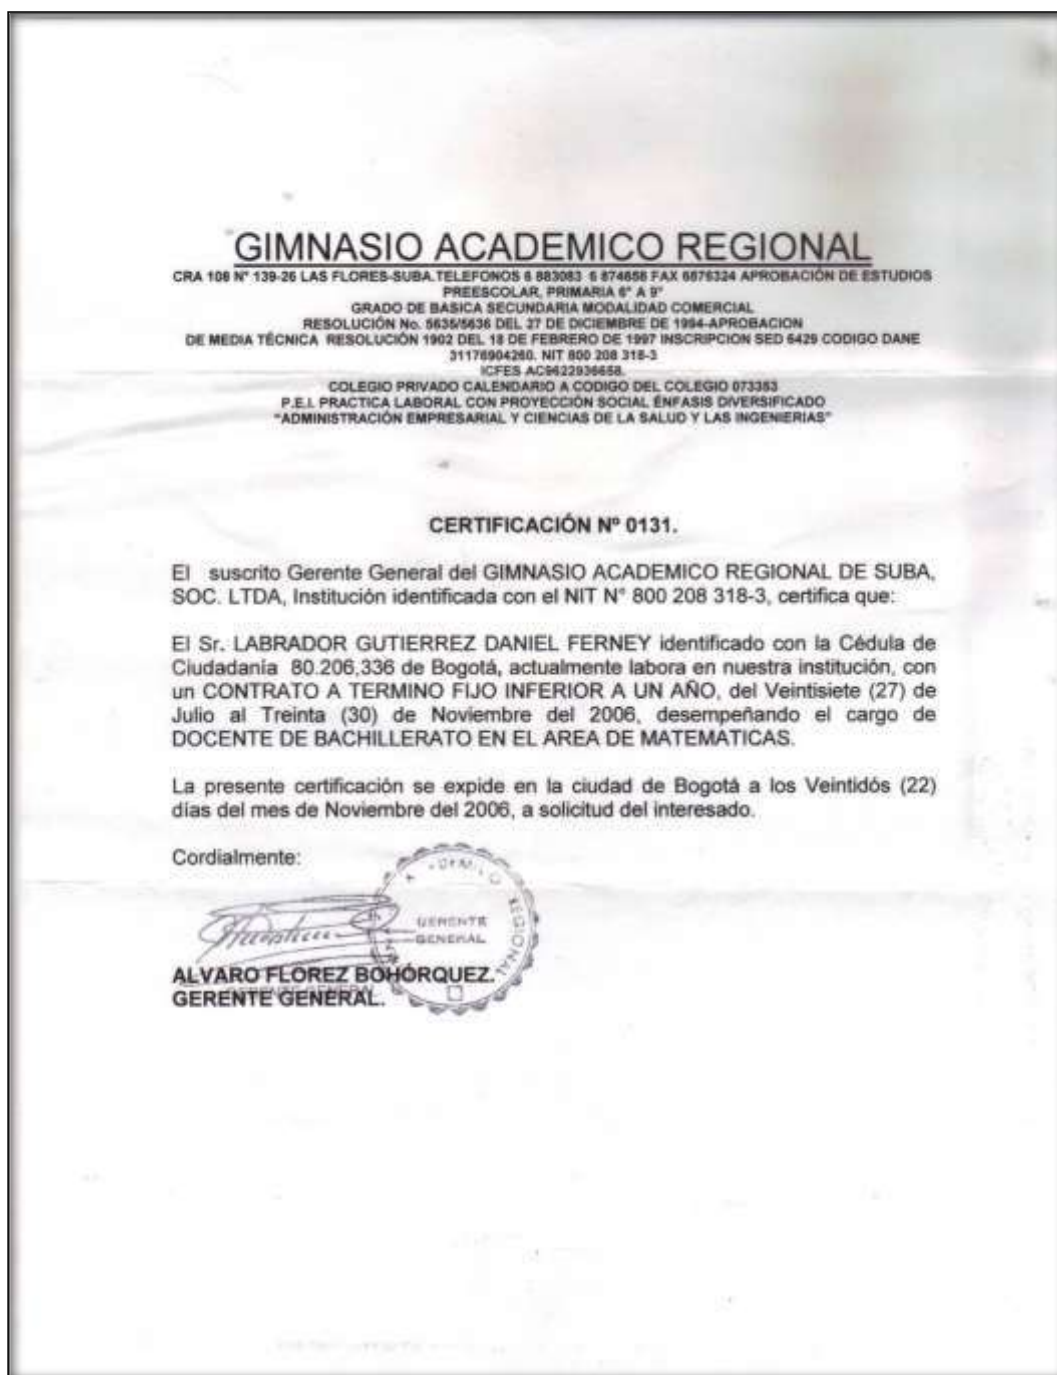 GIMNASIO ACADEMICO REGIONAL
CRA 108 N° 139-26 LAS FLORES-SUBA.TELEFONOS 6 883083 6 874658 FAX 6876324 APROBACIÓN DE ESTUDIOS
PREESCOLAR, PRIMARIA 6° A 9°
GRADO DE BASICA SECUNDARIA MODALIDAD COMERCIAL
RESOLUCIÓN No. 5635/5636 DEL 27 DE DICIEMBRE DE 1994-APROBACION
DE MEDIA TÉCNICA RESOLUCIÓN 1902 DEL 18 DE FEBRERO DE 1997 INSCRIPCION SED 6429 CODIGO DANE
31176904260. NIT 800 208 318-3
ICFES AC9622936658.
COLEGIO PRIVADO CALENDARIO A CODIGO DEL COLEGIO 073353
P.E.I. PRACTICA LABORAL CON PROYECCIÓN SOCIAL ÉNFASIS DIVERSIFICADO
"ADMINISTRACIÓN EMPRESARIAL Y CIENCIAS DE LA SALUD Y LAS INGENIERIAS"
CERTIFICACIÓN Nº 0131.
El suscrito Gerente General del GIMNASIO ACADEMICO REGIONAL DE SUBA,
SOC. LTDA, Institución identificada con el NIT N° 800 208 318-3, certifica que:
El Sr. LABRADOR GUTIERREZ DANIEL FERNEY identificado con la Cédula de
Ciudadanía 80.206,336 de Bogotá, actualmente labora en nuestra institución, con
un CONTRATO A TERMINO FIJO INFERIOR A UN AÑO, del Veintisiete (27) de
Julio al Treinta (30) de Noviembre del 2006, desempeñando el cargo de
DOCENTE DE BACHILLERATO EN EL AREA DE MATEMATICAS.
La presente certificación se expide en la ciudad de Bogotá a los Veintidós (22)
días del mes de Noviembre del 2006, a solicitud del interesado.
Cordialmente:
REGIONAL
GERENTE
GENERAL
ALVARO FLOREZ BOHÓRQUEZ.
GERENTE GENERAL
GERENTE GENERAL.